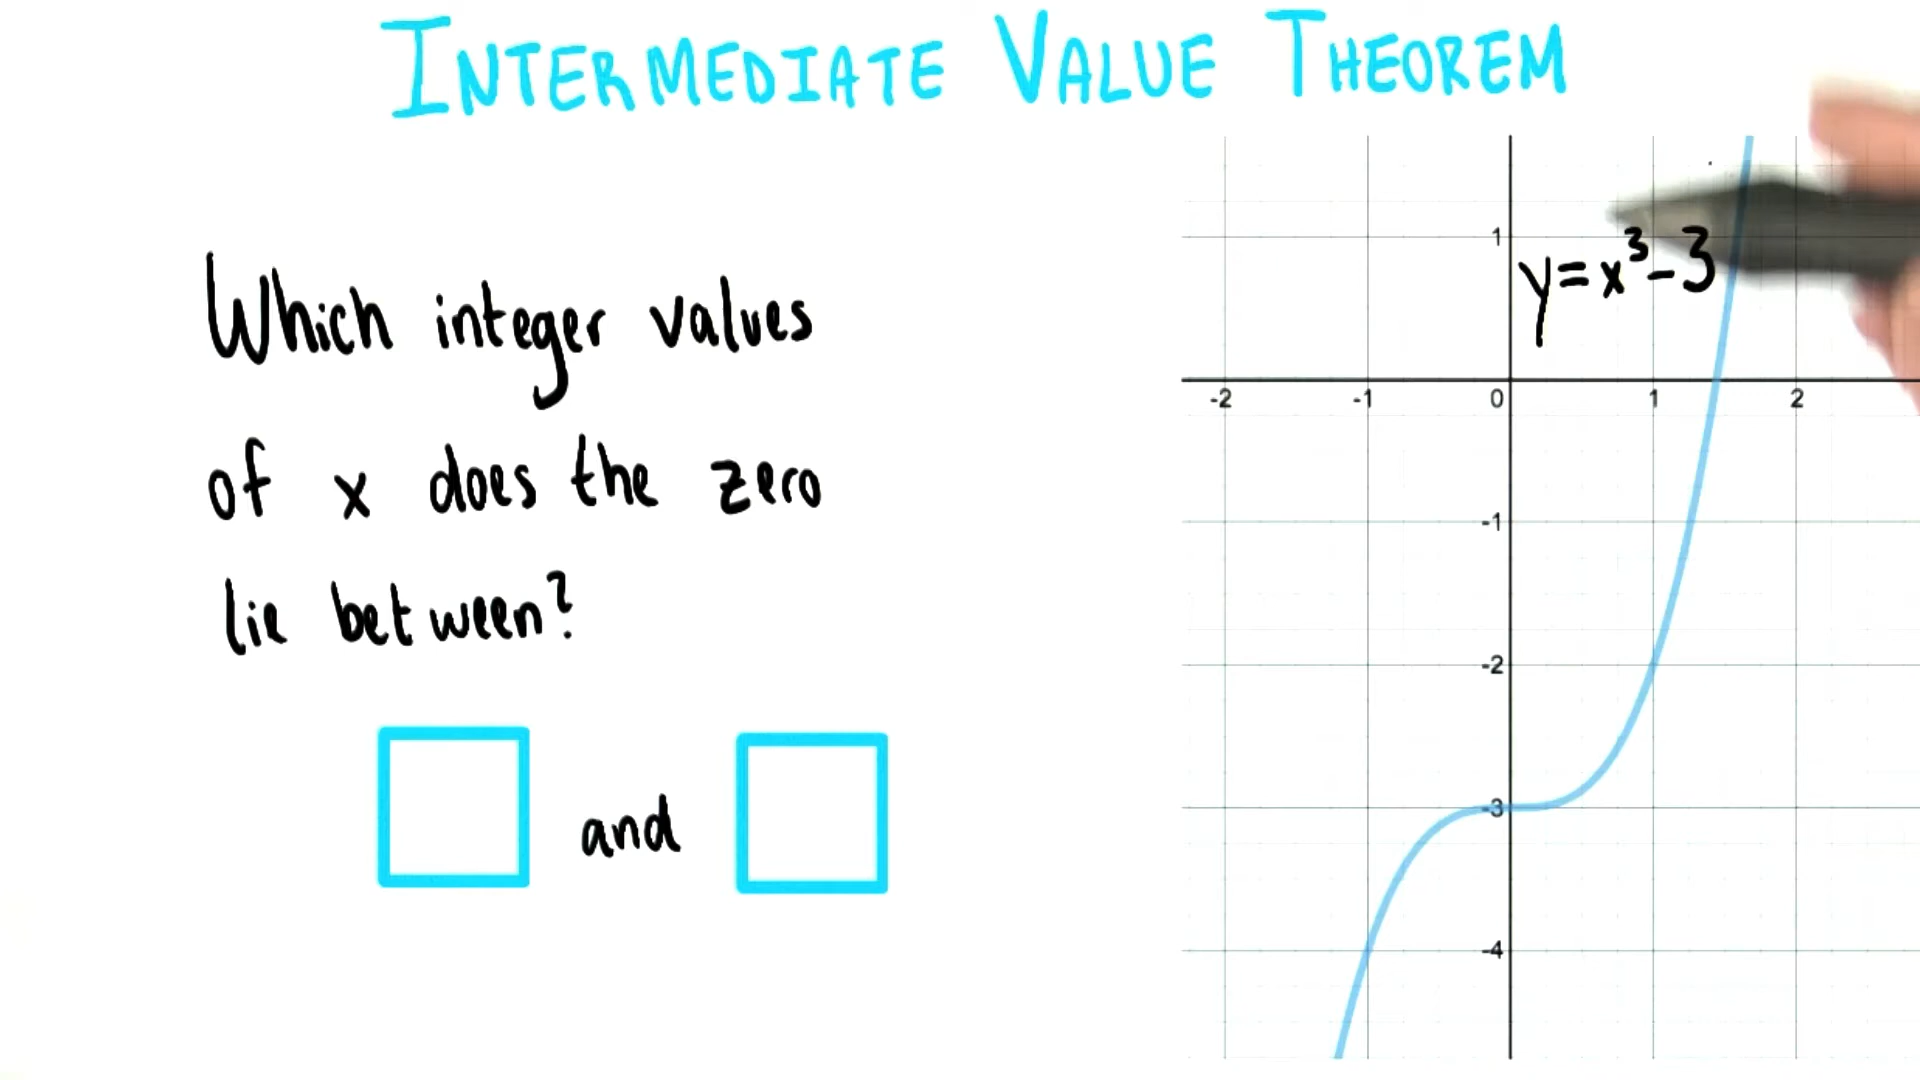 INTERMEDIATE VALUE THEOREM
Which integer values
of x does the zero
lie between?
and
y=x³-3
1
-2 -1 0 1 2
-1
-2
-3
-4